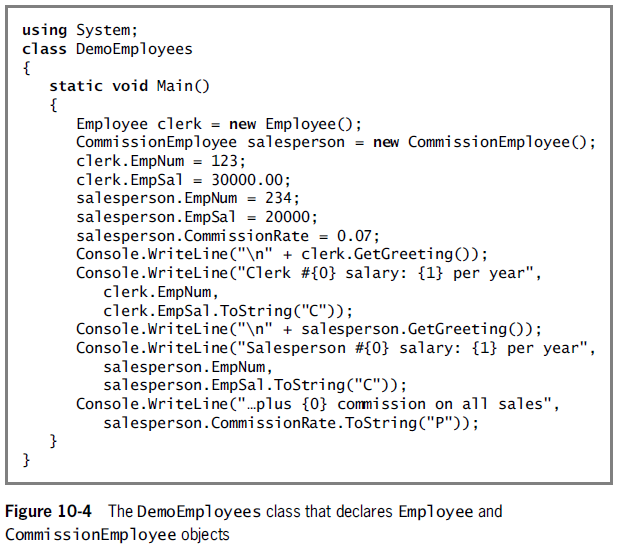 using System;
class DemoEmployees
{
   static void Main()
   {
      Employee clerk = new Employee();
      CommissionEmployee salesperson = new CommissionEmployee();
      clerk.EmpNum = 123;
      clerk.EmpSal = 30000.00;
      salesperson.EmpNum = 234;
      salesperson.EmpSal = 20000;
      salesperson.CommissionRate = 0.07;
      Console.WriteLine("\n" + clerk.GetGreeting());
      Console.WriteLine("Clerk #{0} salary: {1} per year",
         clerk.EmpNum,
         clerk.EmpSal.ToString("C"));
      Console.WriteLine("\n" + salesperson.GetGreeting());
      Console.WriteLine("Salesperson #{0} salary: {1} per year",
         salesperson.EmpNum,
         salesperson.EmpSal.ToString("C"));
      Console.WriteLine("…plus {0} commission on all sales",
         salesperson.CommissionRate.ToString("P"));
   }
}
Figure 10-4 The DemoEmployees class that declares Employee and
CommissionEmployee objects